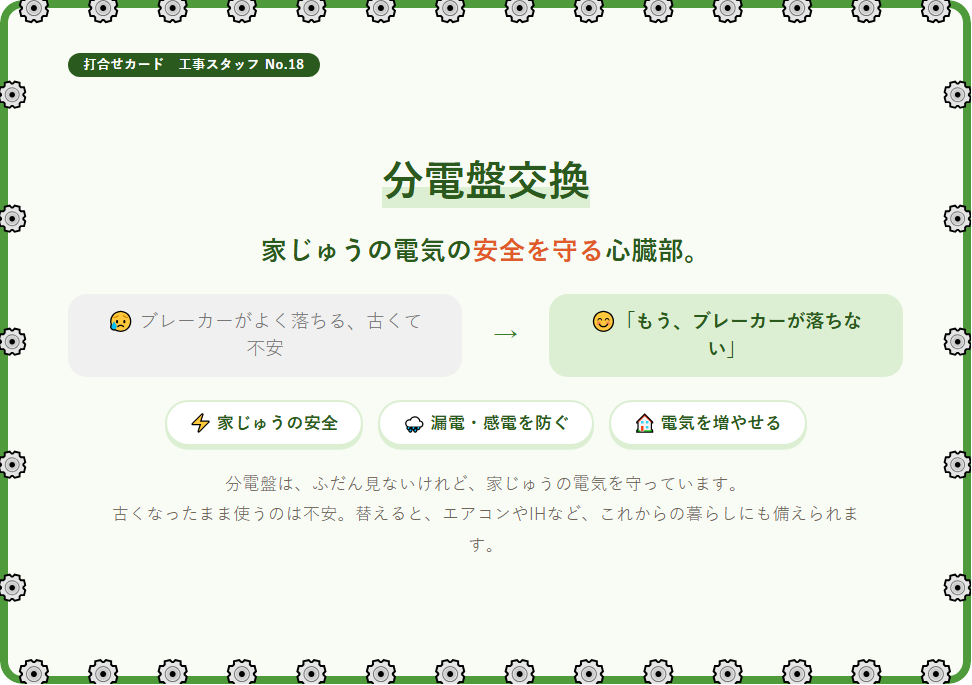 打合せカード　工事スタッフ No.18
分電盤交換
家じゅうの電気の安全を守る心臓部。
😥 ブレーカーがよく落ちる、古くて
不安
→
😊「もう、ブレーカーが落ちな
い」
⚡ 家じゅうの安全
🌧 漏電・感電を防ぐ
🏠 電気を増やせる
分電盤は、ふだん見ないけれど、家じゅうの電気を守っています。
古くなったまま使うのは不安。替えると、エアコンやIHなど、これからの暮らしにも備えられま
す。